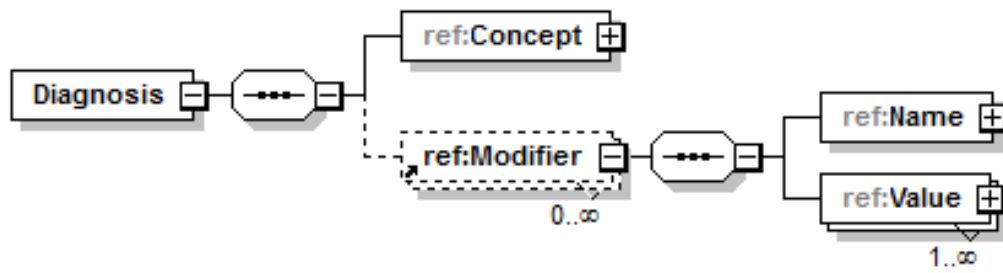 ref:Concept
Diagnosis
ref:Modifier
0..∞
ref:Name
ref:Value
1..∞